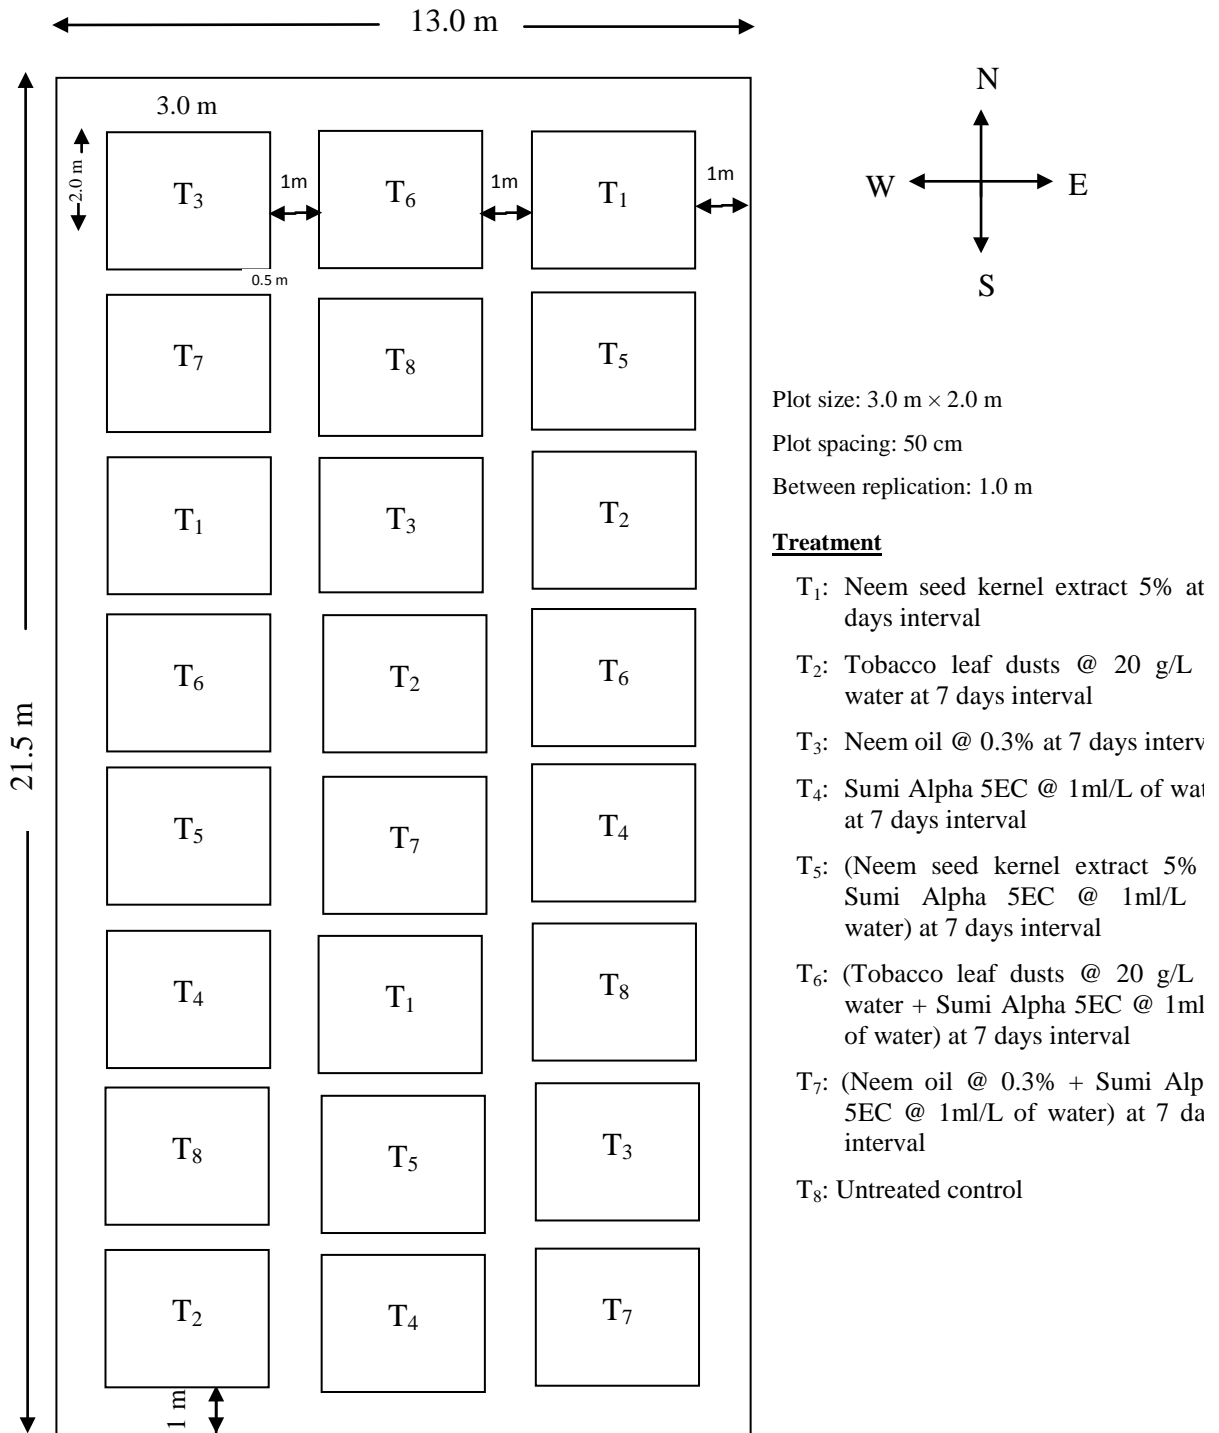 13.0 m
N
3.0 m
2.0 m
1m
1m
1m
T₃
T₆
T₁
W
E
0.5 m
S
T₇
T₈
T₅
Plot size: 3.0 m × 2.0 m
Plot spacing: 50 cm
Between replication: 1.0 m
T₁
T₃
T₂
Treatment
T₁: Neem seed kernel extract 5% at
days interval
T₆
T₂
T₆
T₂: Tobacco leaf dusts @ 20 g/L
water at 7 days interval
21.5 m
T₃: Neem oil @ 0.3% at 7 days
T₅
T₇
T₄
T₄: Sumi Alpha 5EC @ 1ml/L of
at 7 days interval
T₅: (Neem seed kernel extract 5%
Sumi Alpha 5EC @ 1ml/L
water) at 7 days interval
T₄
T₁
T₈
T₆: (Tobacco leaf dusts @ 20 g/L
water + Sumi Alpha 5EC @ 1ml
of water) at 7 days interval
T₈
T₅
T₃
T₇: (Neem oil @ 0.3% + Sumi
5EC @ 1ml/L of water) at 7
interval
T₈: Untreated control
T₂
T₄
T₇
1 m